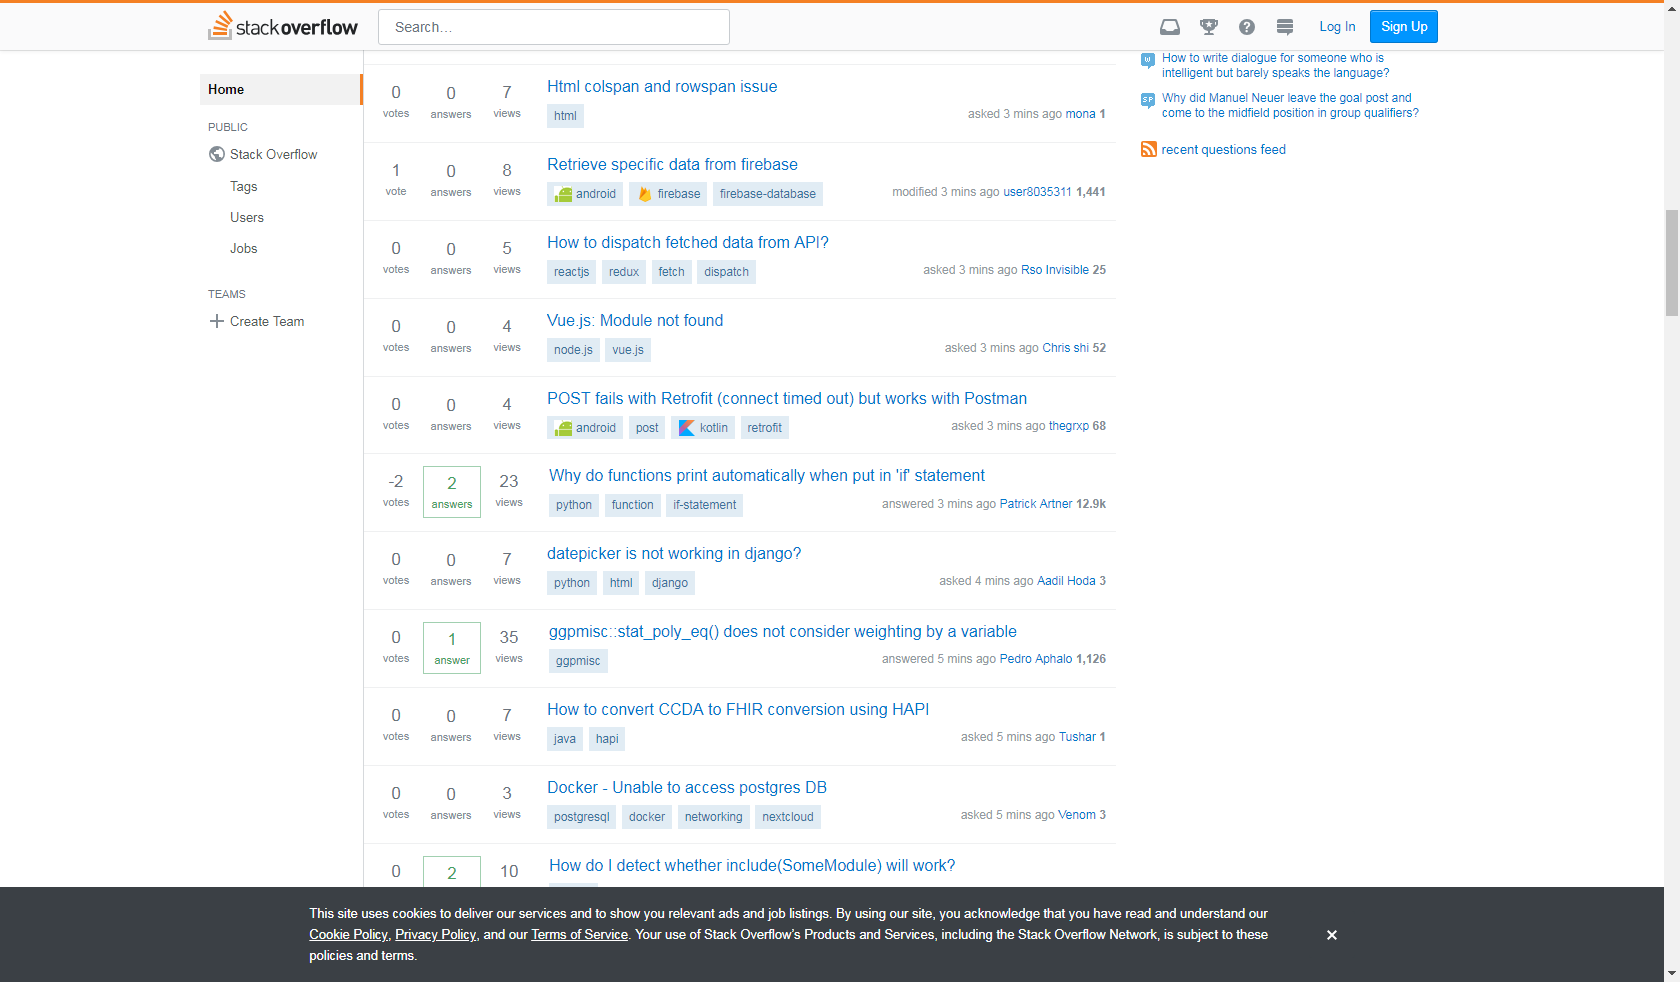 stackoverflow
Search...
Log In
Sign Up
Home
PUBLIC
Stack Overflow
Tags
Users
Jobs
TEAMS
Create Team
0 votes 0 answers 7 views
Html colspan and rowspan issue
html
asked 3 mins ago mona 1
1 vote 0 answers 8 views
Retrieve specific data from firebase
android firebase firebase-database
modified 3 mins ago user8035311 1,441
0 votes 0 answers 5 views
How to dispatch fetched data from API?
reactjs redux fetch dispatch
asked 3 mins ago Rso Invisible 25
0 votes 0 answers 4 views
Vue.js: Module not found
node.js vue.js
asked 3 mins ago Chris shi 52
0 votes 0 answers 4 views
POST fails with Retrofit (connect timed out) but works with Postman
android post kotlin retrofit
asked 3 mins ago thegrxp 68
-2 votes 2 answers 23 views
Why do functions print automatically when put in 'if' statement
python function if-statement
answered 3 mins ago Patrick Artner 12.9k
0 votes 0 answers 7 views
datepicker is not working in django?
python html django
asked 4 mins ago Aadil Hoda 3
0 votes 1 answer 35 views
ggpmisc::stat_poly_eq() does not consider weighting by a variable
ggpmisc
answered 5 mins ago Pedro Aphalo 1,126
0 votes 0 answers 7 views
How to convert CCDA to FHIR conversion using HAPI
java hapi
asked 5 mins ago Tushar 1
0 votes 0 answers 3 views
Docker - Unable to access postgres DB
postgresql docker networking nextcloud
asked 5 mins ago Venom 3
0 2 10
How do I detect whether include(SomeModule) will work?
W
How to write dialogue for someone who is
intelligent but barely speaks the language?
SP
Why did Manuel Neuer leave the goal post and
come to the midfield position in group qualifiers?
recent questions feed
This site uses cookies to deliver our services and to show you relevant ads and job listings. By using our site, you acknowledge that you have read and understand our
Cookie Policy, Privacy Policy, and our Terms of Service. Your use of Stack Overflow's Products and Services, including the Stack Overflow Network, is subject to these
policies and terms.